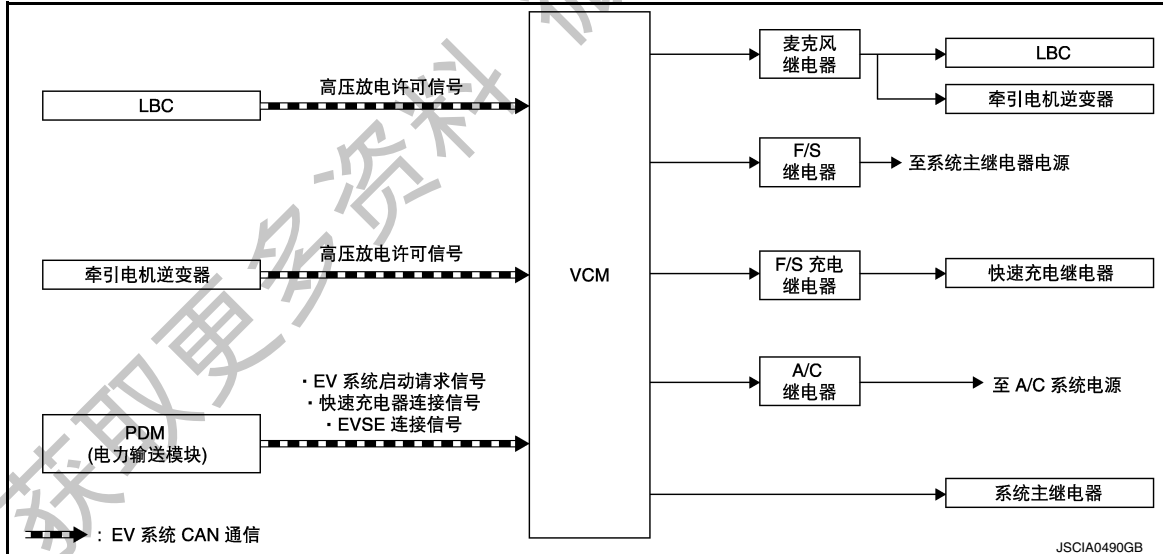 LBC
高压放电许可信号
牵引电机逆变器
高压放电许可信号
・EV 系统启动请求信号
・快速充电器连接信号
・EVSE 连接信号
PDM
(电力输送模块)
: EV 系统 CAN 通信
VCM
麦克风
继电器
LBC
牵引电机逆变器
F/S
继电器
至系统主继电器电源
F/S 充电
继电器
快速充电继电器
A/C
继电器
至 A/C 系统电源
系统主继电器
JSCIA0490GB
获取更多资料